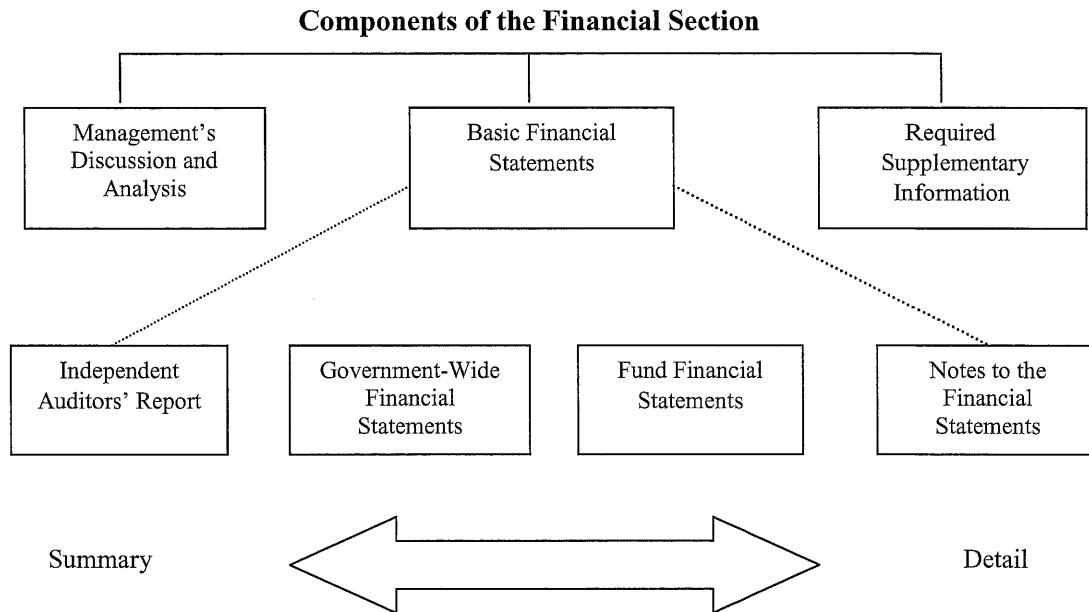 Components of the Financial Section
Management's
Discussion and
Analysis
Basic Financial
Statements
Required
Supplementary
Information
Independent
Auditors' Report
Government-Wide
Financial
Statements
Fund Financial
Statements
Notes to the
Financial
Statements
Summary
Detail